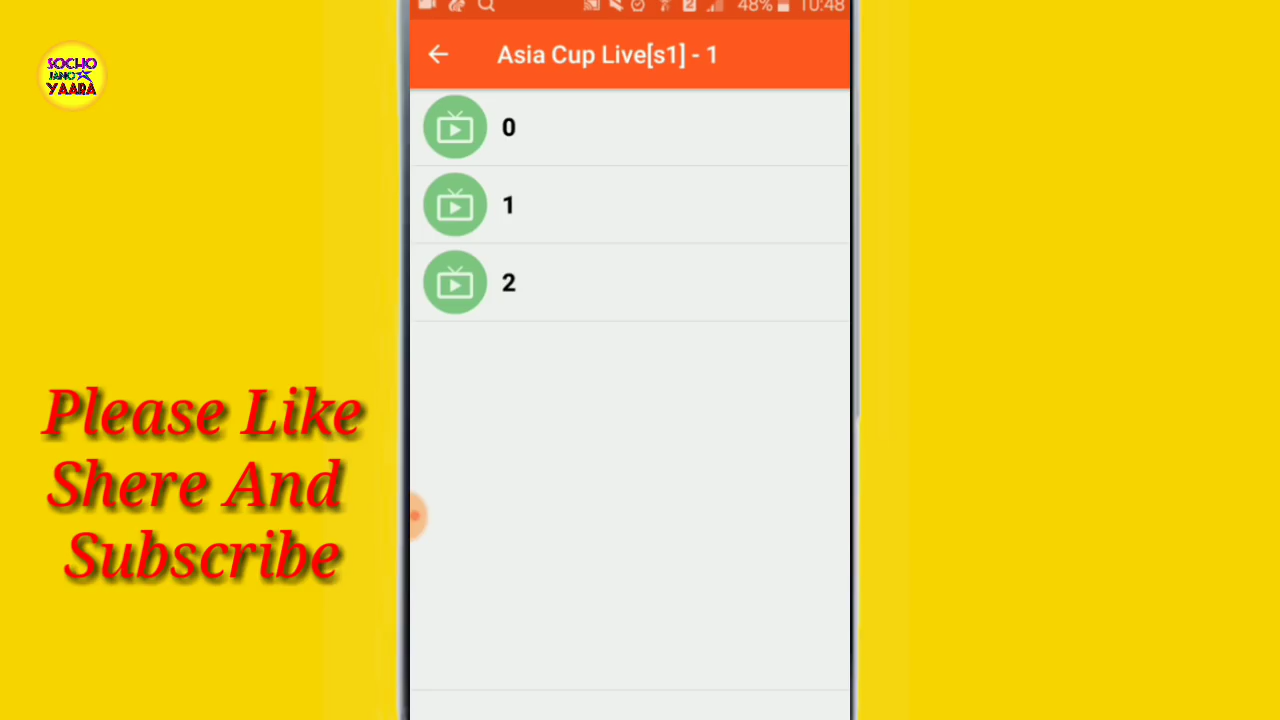 48% 10:48
Asia Cup Live[s1] - 1
SOCHO
JANO
YAARA
0
1
2
Please Like
Shere And
Subscribe